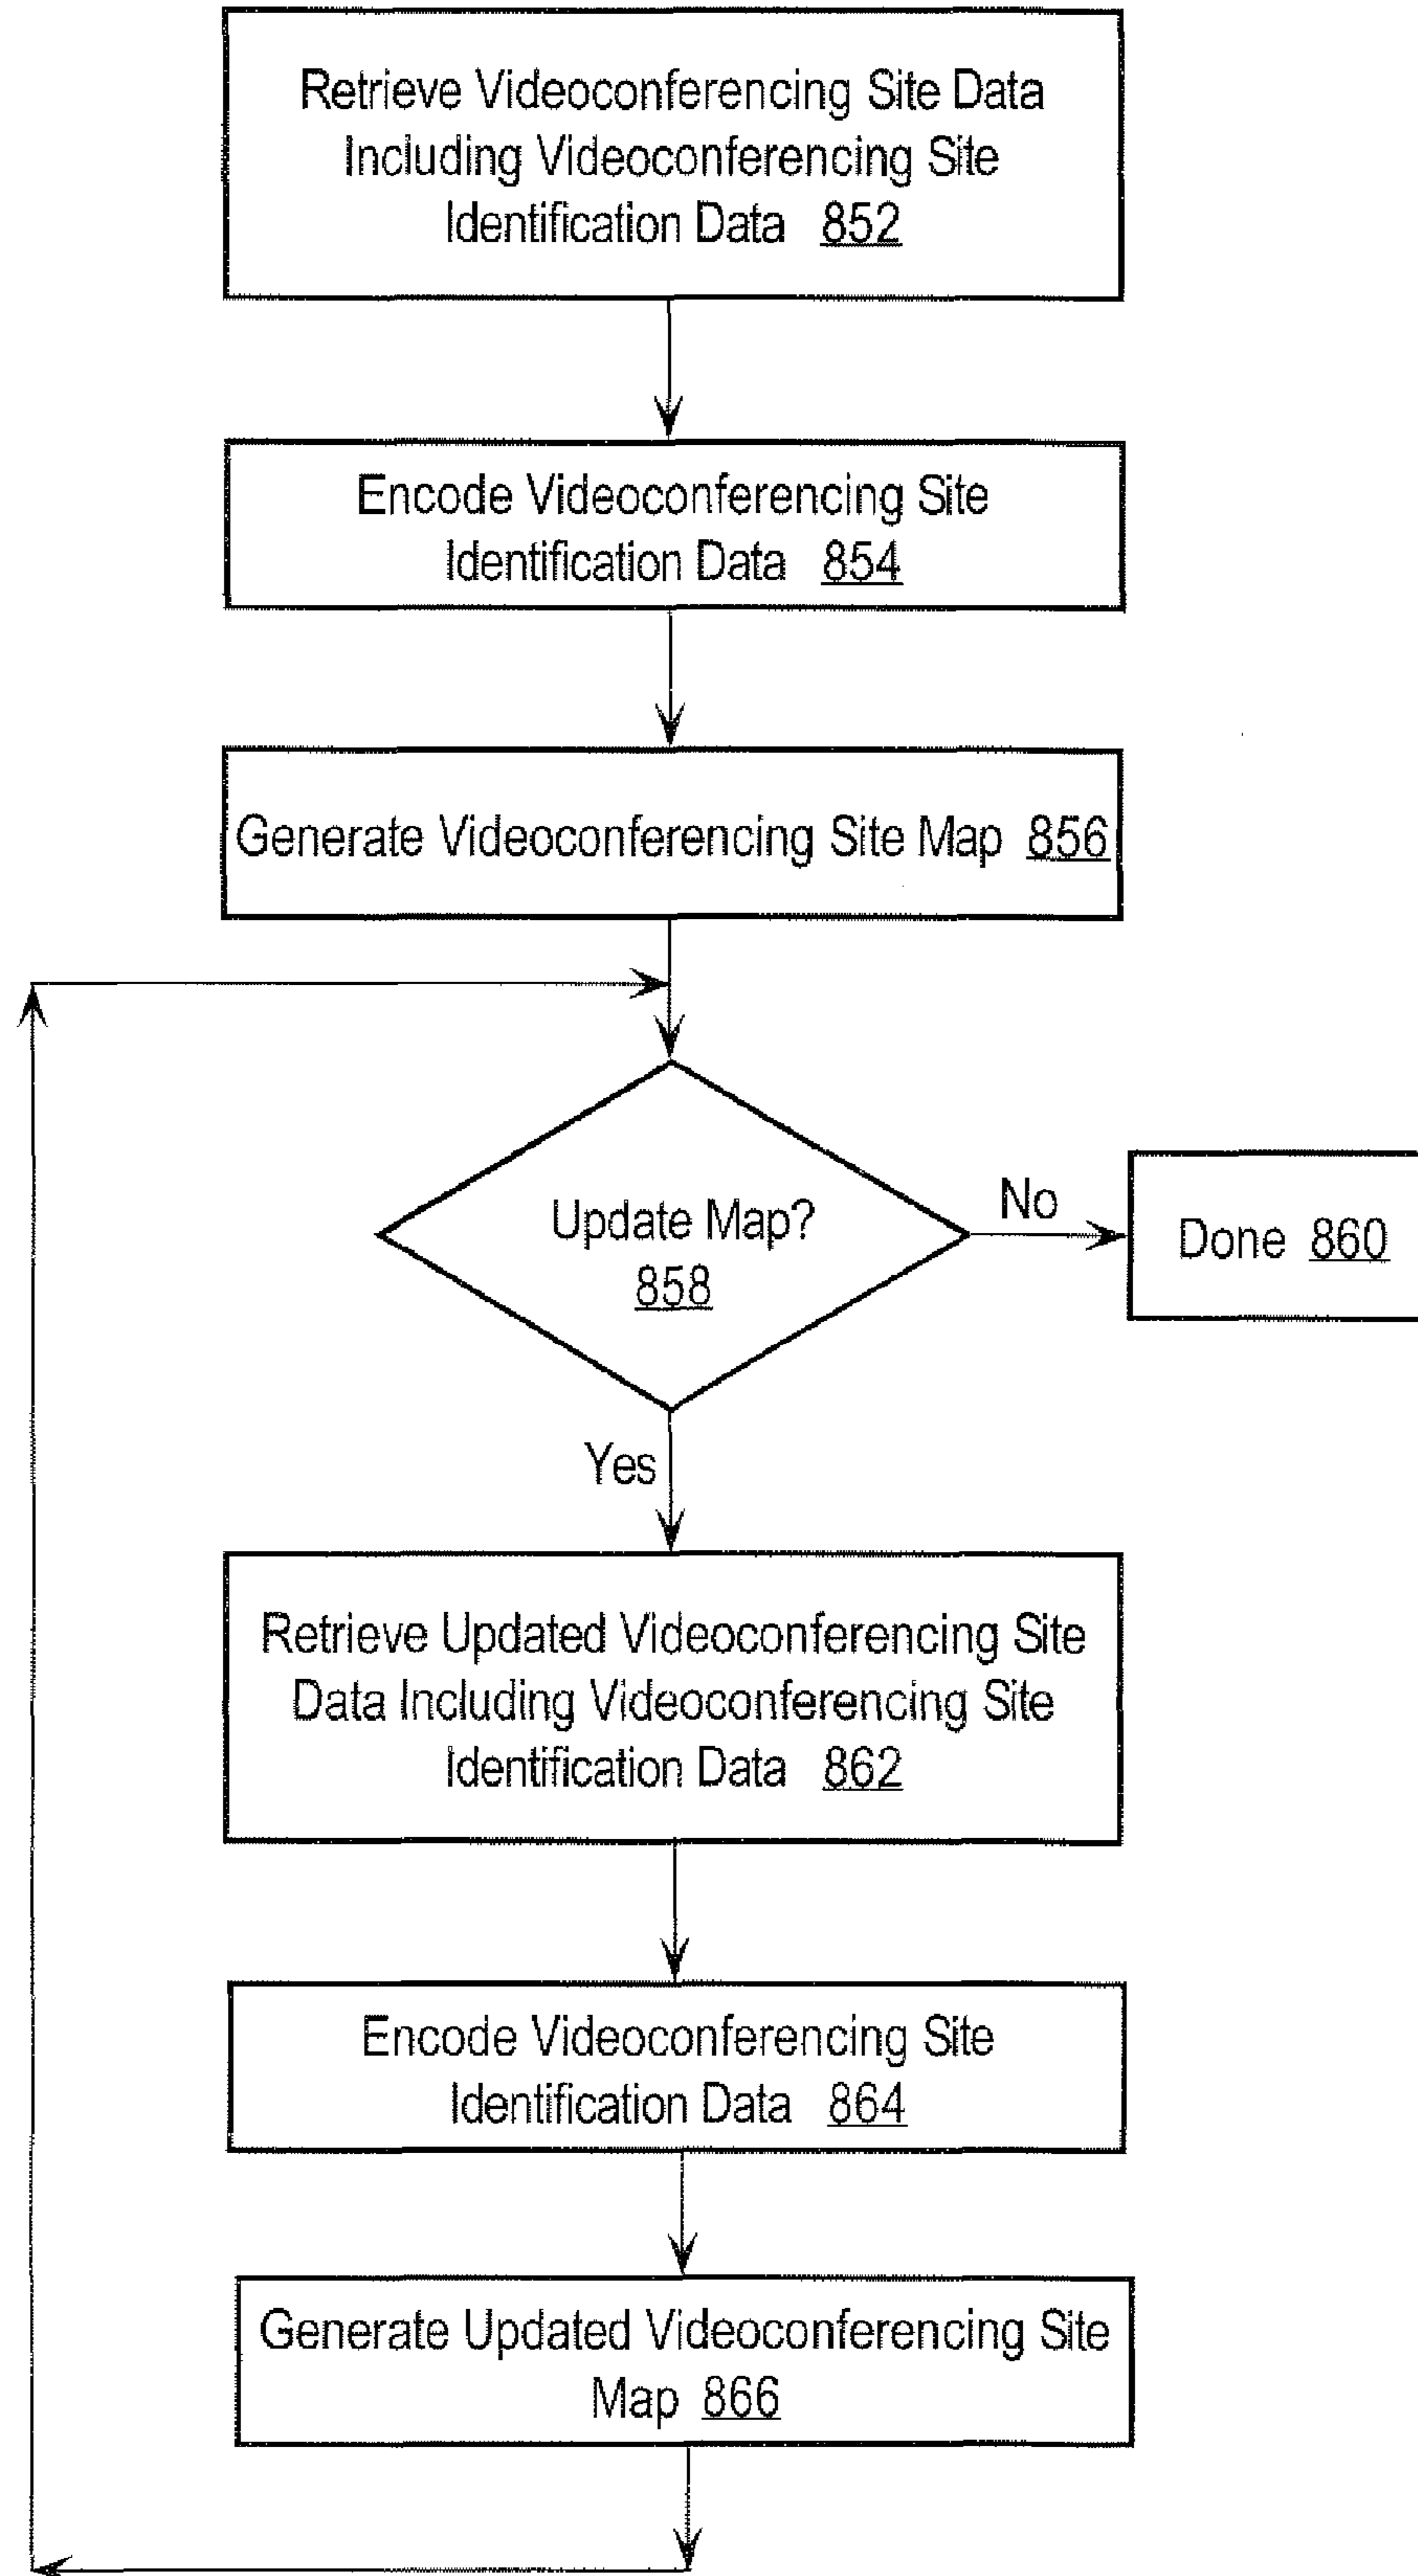 Retrieve Videoconferencing Site Data
Including Videoconferencing Site
Identification Data 852
Encode Videoconferencing Site
Identification Data 854
Generate Videoconferencing Site Map 856
Update Map?
858
No
Done 860
Yes
Retrieve Updated Videoconferencing Site
Data Including Videoconferencing Site
Identification Data 862
Encode Videoconferencing Site
Identification Data 864
Generate Updated Videoconferencing Site
Map 866